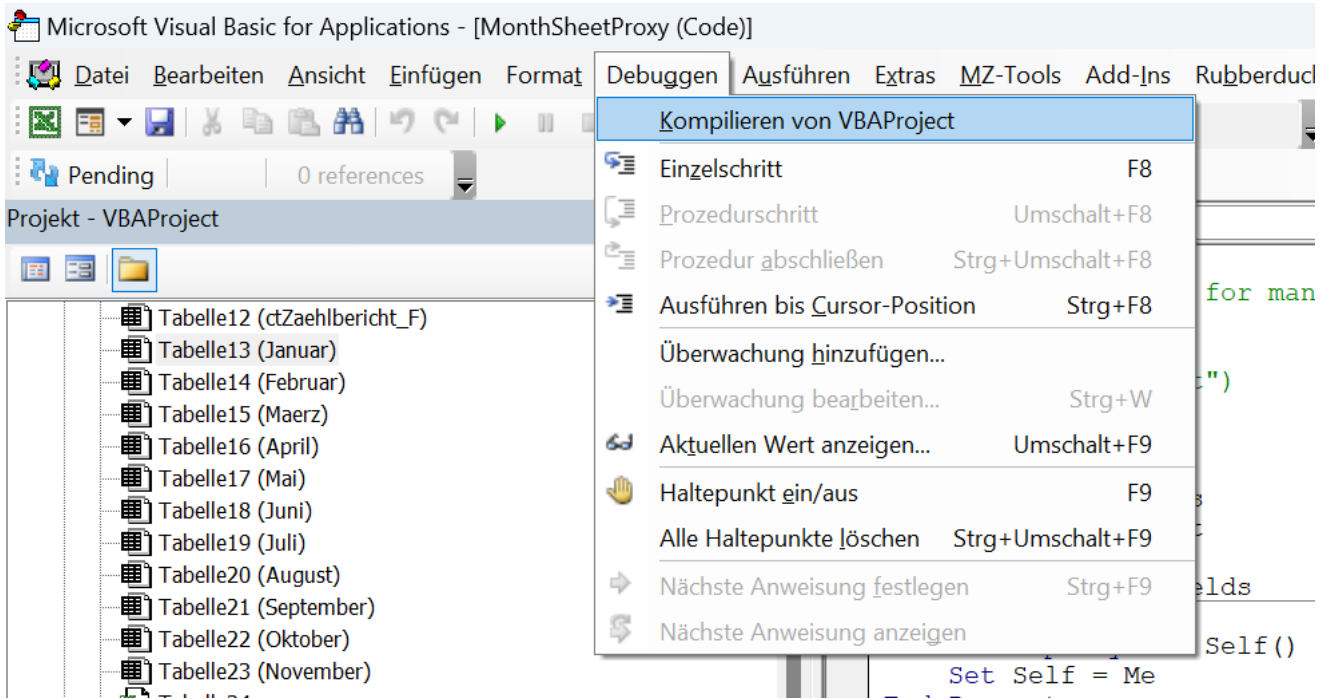 Microsoft Visual Basic for Applications - [MonthSheetProxy (Code)]
Datei Bearbeiten Ansicht Einfügen Format Debuggen Ausführen Extras MZ-Tools Add-Ins
Pending 0 references
Projekt - VBAProject
Tabelle12 (ctZaehlbericht_F)
Tabelle13 (Januar)
Tabelle14 (Februar)
Tabelle15 (Maerz)
Tabelle16 (April)
Tabelle17 (Mai)
Tabelle18 (Juni)
Tabelle19 (Juli)
Tabelle20 (August)
Tabelle21 (September)
Tabelle22 (Oktober)
Tabelle23 (November)
Kompilieren von VBAProject
Einzelschritt F8
Prozedurschritt Umschalt+F8
Prozedur abschließen Strg+Umschalt+F8
Ausführen bis Cursor-Position Strg+F8
Überwachung hinzufügen...
Überwachung bearbeiten... Strg+W
Aktuellen Wert anzeigen... Umschalt+F9
Haltepunkt ein/aus F9
Alle Haltepunkte löschen Strg+Umschalt+F9
Nächste Anweisung festlegen Strg+F9
Nächste Anweisung anzeigen
for man
")
elds
Self()
Set Self = Me